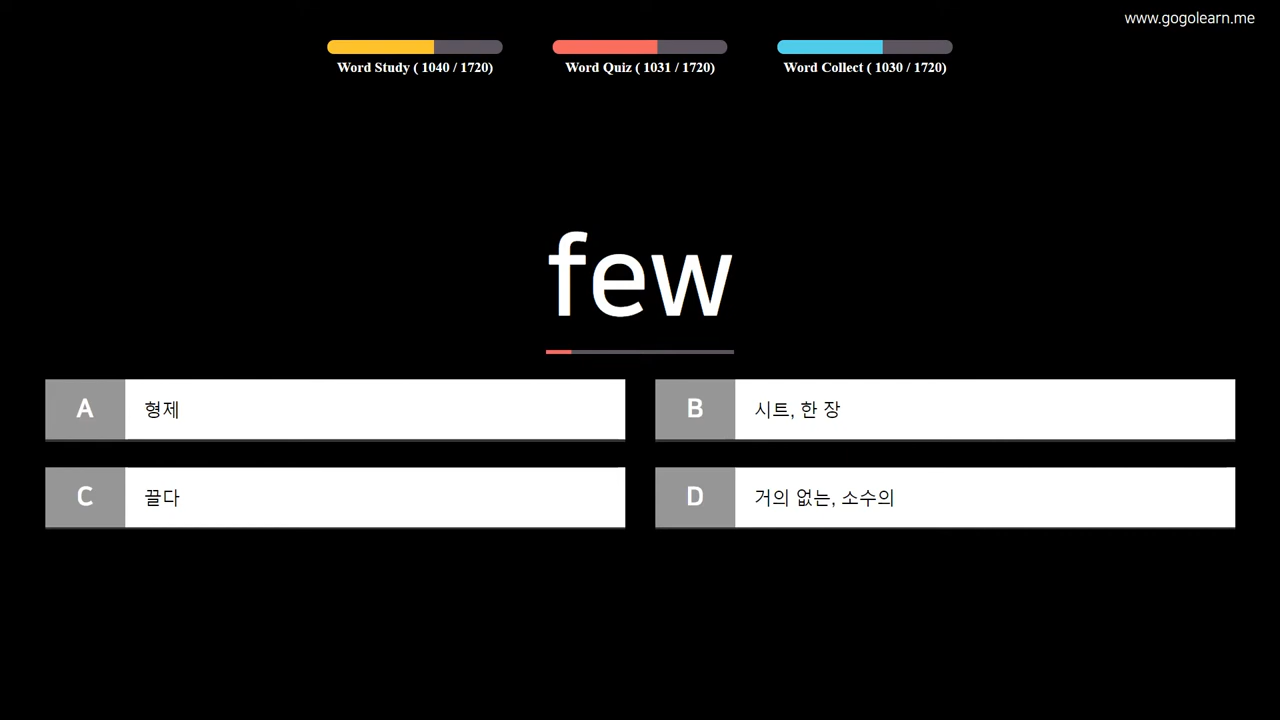 www.gogolearn.me
Word Study ( 1040 / 1720)
Word Quiz ( 1031 / 1720)
Word Collect ( 1030 / 1720)
few
A 형제
B 시트, 한 장
C 끌다
D 거의 없는, 소수의